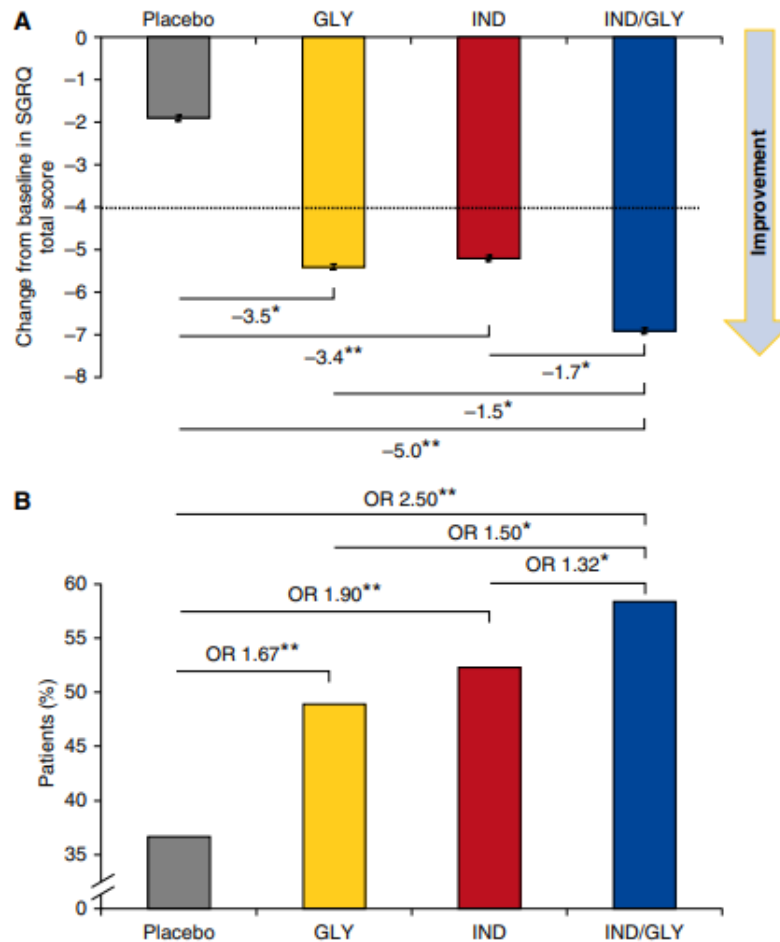 A
Placebo GLY IND IND/GLY
0
–1
–2
–3
–4
–5
–6
–7
–8
Change from baseline in SGRQ
total score
–3.5*
–3.4**
–1.7*
–1.5*
–5.0**
Improvement
B
OR 2.50**
OR 1.50*
OR 1.32*
OR 1.90**
OR 1.67**
60
55
50
45
40
35
0
Patients (%)
Placebo GLY IND IND/GLY